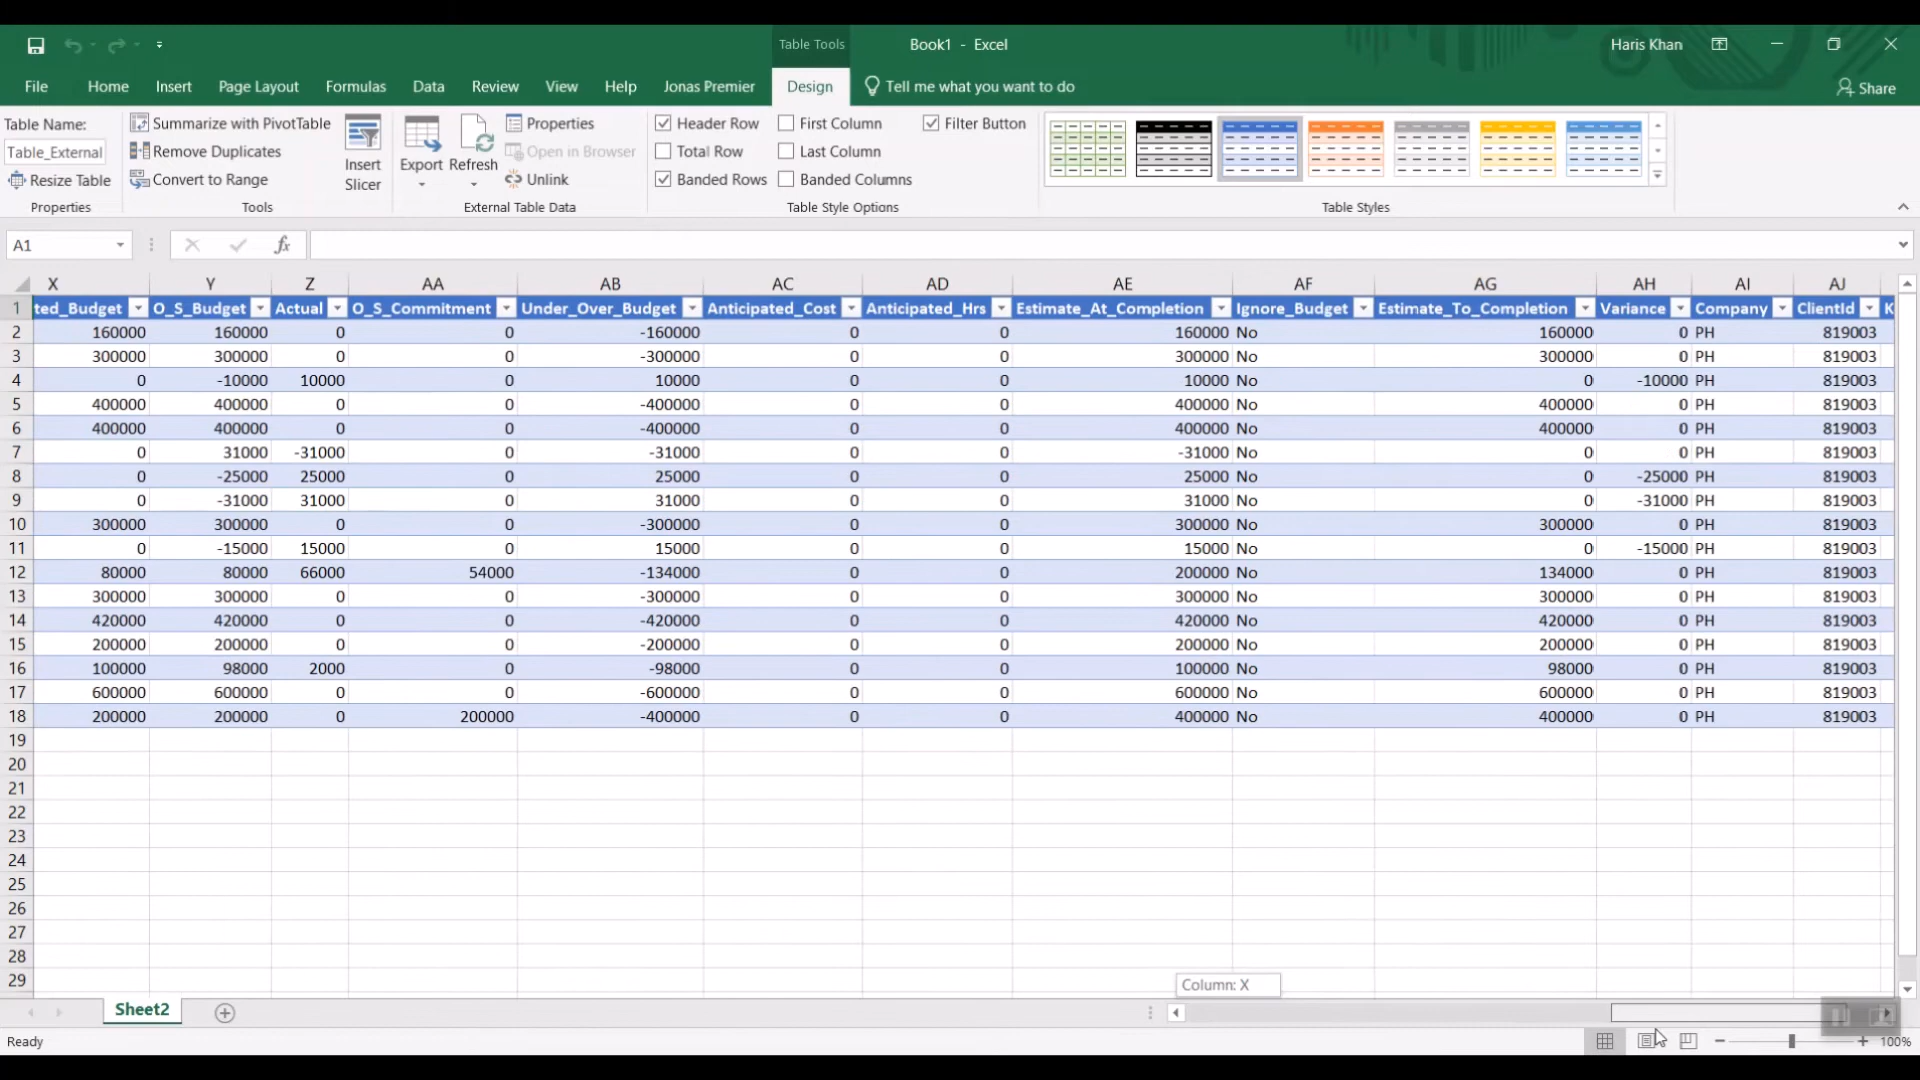 Table Tools
Book1 - Excel
Haris Khan
File Home Insert Page Layout Formulas Data Review View Help Jonas Premier Design Tell me what you want to do
Share
Table Name:
Table_External
Resize Table
Properties
Summarize with PivotTable
Remove Duplicates
Convert to Range
Tools
Insert
Slicer
Export
Refresh
Properties
Open in Browser
Unlink
External Table Data
Header Row First Column Filter Button
Total Row Last Column
Banded Rows Banded Columns
Table Style Options
Table Styles
A1
fx
X Y Z AA AB AC AD AE AF AG AH AI AJ
1 ted_Budget O_S_Budget Actual O_S_Commitment Under_Over_Budget Anticipated_Cost Anticipated_Hrs Estimate_At_Completion Ignore_Budget Estimate_To_Completion Variance Company ClientId K
2 160000 160000 0 0 -160000 0 0 160000 No 160000 0 PH 819003
3 300000 300000 0 0 -300000 0 0 300000 No 300000 0 PH 819003
4 0 -10000 10000 0 10000 0 0 10000 No 0 -10000 PH 819003
5 400000 400000 0 0 -400000 0 0 400000 No 400000 0 PH 819003
6 400000 400000 0 0 -400000 0 0 400000 No 400000 0 PH 819003
7 0 31000 -31000 0 -31000 0 0 -31000 No 0 0 PH 819003
8 0 -25000 25000 0 25000 0 0 25000 No 0 -25000 PH 819003
9 0 -31000 31000 0 31000 0 0 31000 No 0 -31000 PH 819003
10 300000 300000 0 0 -300000 0 0 300000 No 300000 0 PH 819003
11 0 -15000 15000 0 15000 0 0 15000 No 0 -15000 PH 819003
12 80000 80000 66000 54000 -134000 0 0 200000 No 134000 0 PH 819003
13 300000 300000 0 0 -300000 0 0 300000 No 300000 0 PH 819003
14 420000 420000 0 0 -420000 0 0 420000 No 420000 0 PH 819003
15 200000 200000 0 0 -200000 0 0 200000 No 200000 0 PH 819003
16 100000 98000 2000 0 -98000 0 0 100000 No 98000 0 PH 819003
17 600000 600000 0 0 -600000 0 0 600000 No 600000 0 PH 819003
18 200000 200000 0 200000 -400000 0 0 400000 No 400000 0 PH 819003
19
20
21
22
23
24
25
26
27
28
29
Column: X
Sheet2
Ready
100%